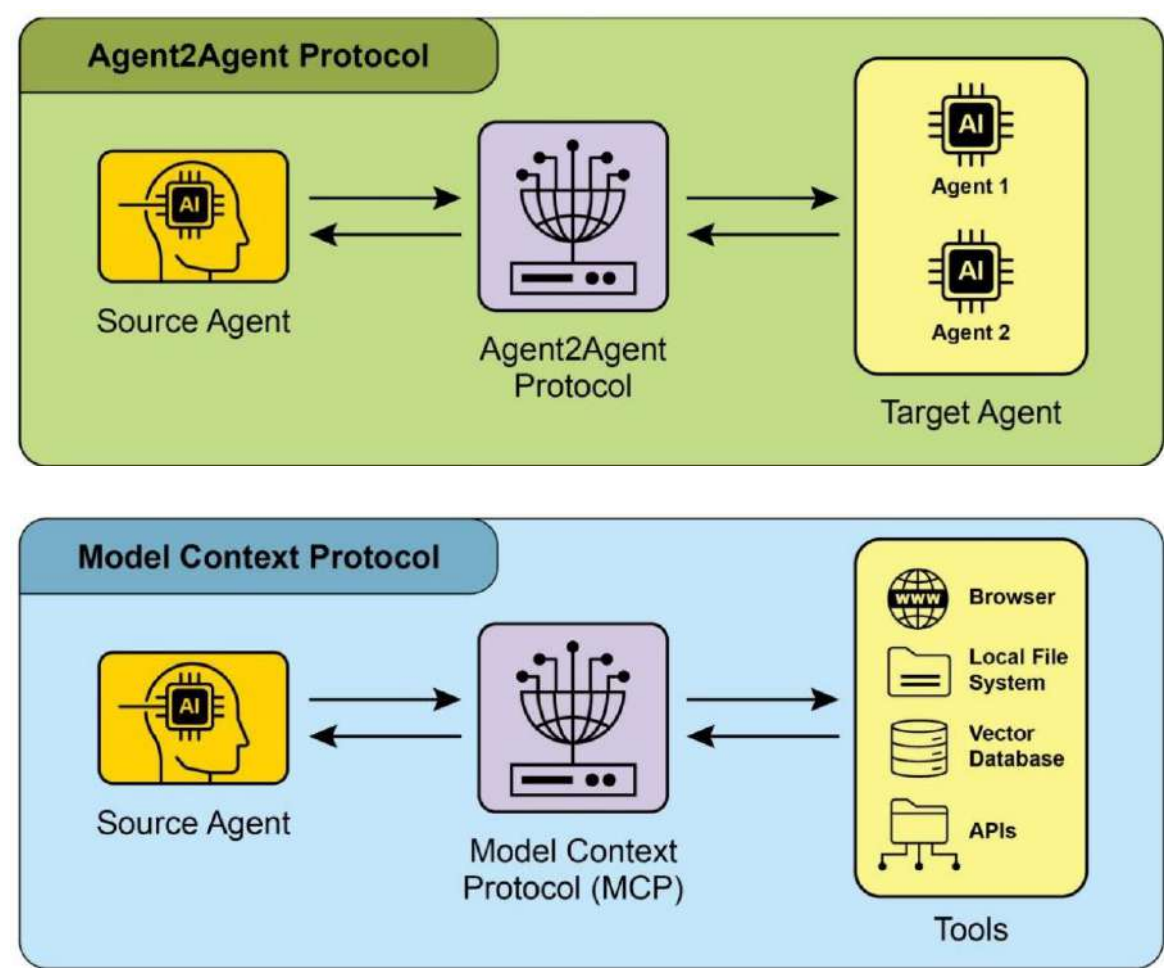 Agent2Agent Protocol
AI
Source Agent
Agent2Agent
Protocol
AI
Agent 1
AI
Agent 2
Target Agent
Model Context Protocol
AI
Source Agent
Model Context
Protocol (MCP)
www
Browser
Local File
System
Vector
Database
APIs
Tools